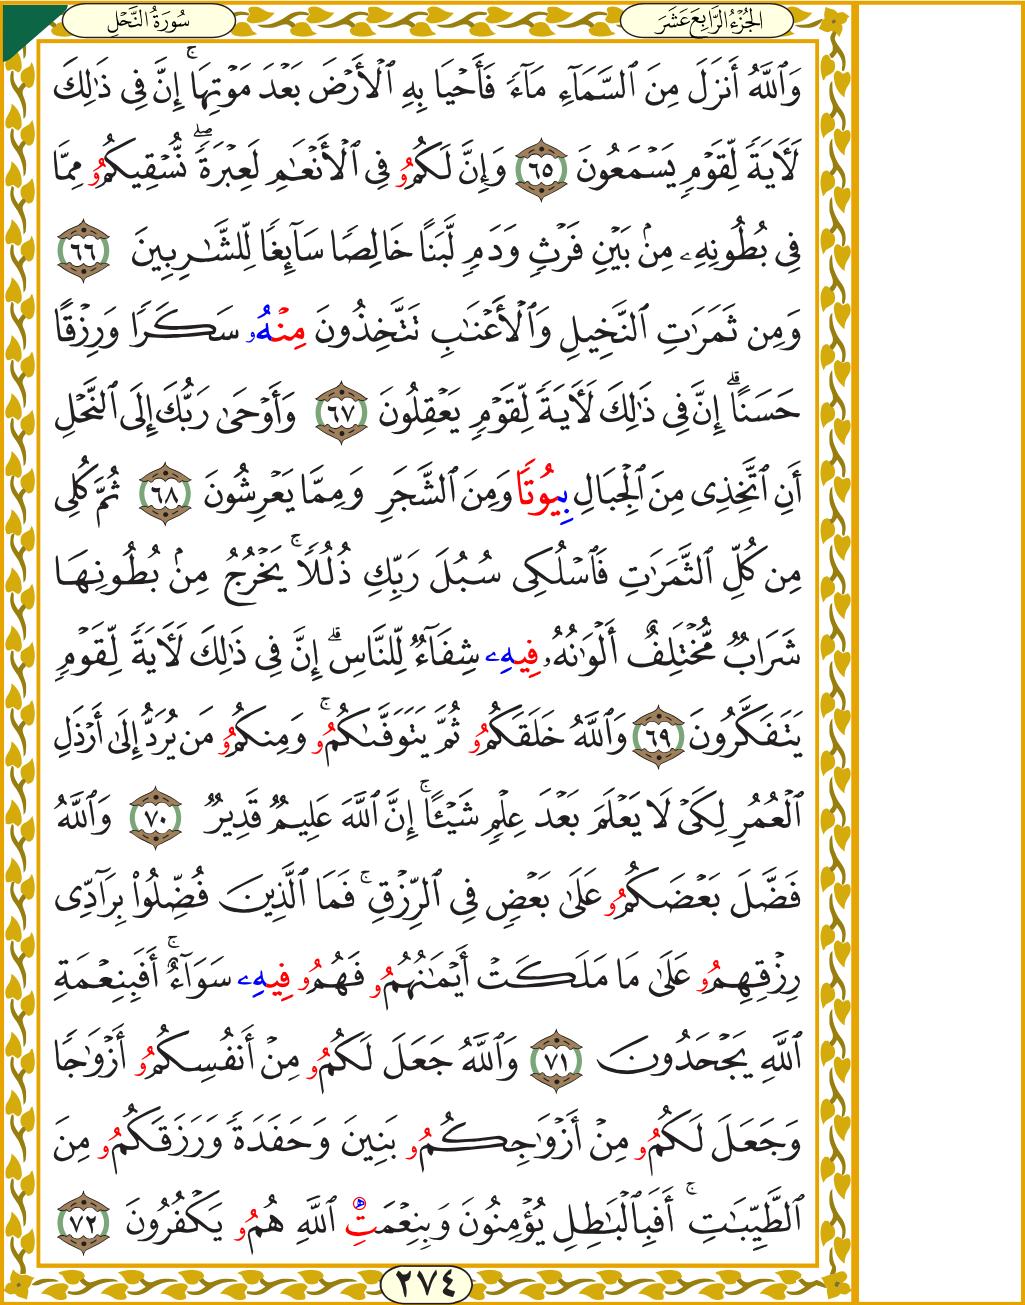 سُورَةُ النَّحْلِ
الجُزْءُ الرَّابِعَ عَشَرَ
وَٱللَّهُ أَنزَلَ مِنَ ٱلسَّمَآءِ مَآءً فَأَحْيَا بِهِ ٱلْأَرْضَ بَعْدَ مَوْتِهَآ ۚ إِنَّ فِى ذَٰلِكَ
لَأٓيَةً لِّقَوْمٍ يَسْمَعُونَ ٦٥ وَإِنَّ لَكُمُۥ فِى ٱلْأَنْعَٰمِ لَعِبْرَةً ۖ نُّسْقِيكُمُۥ مِمَّا
فِى بُطُونِهِۦ مِنۢ بَيْنِ فَرْثٍ وَدَمٍ لَّبَنًا خَالِصًا سَآئِغًا لِّلشَّٰرِبِينَ ٦٦
وَمِن ثَمَرَٰتِ ٱلنَّخِيلِ وَٱلْأَعْنَٰبِ تَتَّخِذُونَ مِنْهُۥ سَكَرًا وَرِزْقًا
حَسَنًا ۗ إِنَّ فِى ذَٰلِكَ لَأٓيَةً لِّقَوْمٍ يَعْقِلُونَ ٦٧ وَأَوْحَىٰ رَبُّكَ إِلَى ٱلنَّحْلِ
أَنِ ٱتَّخِذِى مِنَ ٱلْجِبَالِ بِيُوتًا وَمِنَ ٱلشَّجَرِ وَمِمَّا يَعْرِشُونَ ٦٨ ثُمَّ كُلِى
مِن كُلِّ ٱلثَّمَرَٰتِ فَٱسْلُكِى سُبُلَ رَبِّكِ ذُلُلًا ۚ يَخْرُجُ مِنۢ بُطُونِهَا
شَرَابٌ مُّخْتَلِفٌ أَلْوَٰنُهُۥ فِيهِۦ شِفَآءٌ لِّلنَّاسِ ۗ إِنَّ فِى ذَٰلِكَ لَأٓيَةً لِّقَوْمٍ
يَتَفَكَّرُونَ ٦٩ وَٱللَّهُ خَلَقَكُمُۥ ثُمَّ يَتَوَفَّىٰكُمُۥ ۚ وَمِنكُمُۥ مَن يُرَدُّ إِلَىٰٓ أَرْذَلِ
ٱلْعُمُرِ لِكَىْ لَا يَعْلَمَ بَعْدَ عِلْمٍ شَيْـًٔا ۚ إِنَّ ٱللَّهَ عَلِيمٌ قَدِيرٌ ٧٠ وَٱللَّهُ
فَضَّلَ بَعْضَكُمُۥ عَلَىٰ بَعْضٍ فِى ٱلرِّزْقِ ۚ فَمَا ٱلَّذِينَ فُضِّلُوا۟ بِرَآدِّى
رِزْقِهِمُۥ عَلَىٰ مَا مَلَكَتْ أَيْمَٰنُهُمُۥ فَهُمُۥ فِيهِۦ سَوَآءٌ ۚ أَفَبِنِعْمَةِ
ٱللَّهِ يَجْحَدُونَ ٧١ وَٱللَّهُ جَعَلَ لَكُمُۥ مِنْ أَنفُسِكُمُۥ أَزْوَٰجًا
وَجَعَلَ لَكُمُۥ مِنْ أَزْوَٰجِكُمُۥ بَنِينَ وَحَفَدَةً وَرَزَقَكُمُۥ مِنَ
ٱلطَّيِّبَٰتِ ۚ أَفَبِٱلْبَٰطِلِ يُؤْمِنُونَ وَبِنِعْمَتِ ٱللَّهِ هُمُۥ يَكْفُرُونَ ٧٢
٢٧٤